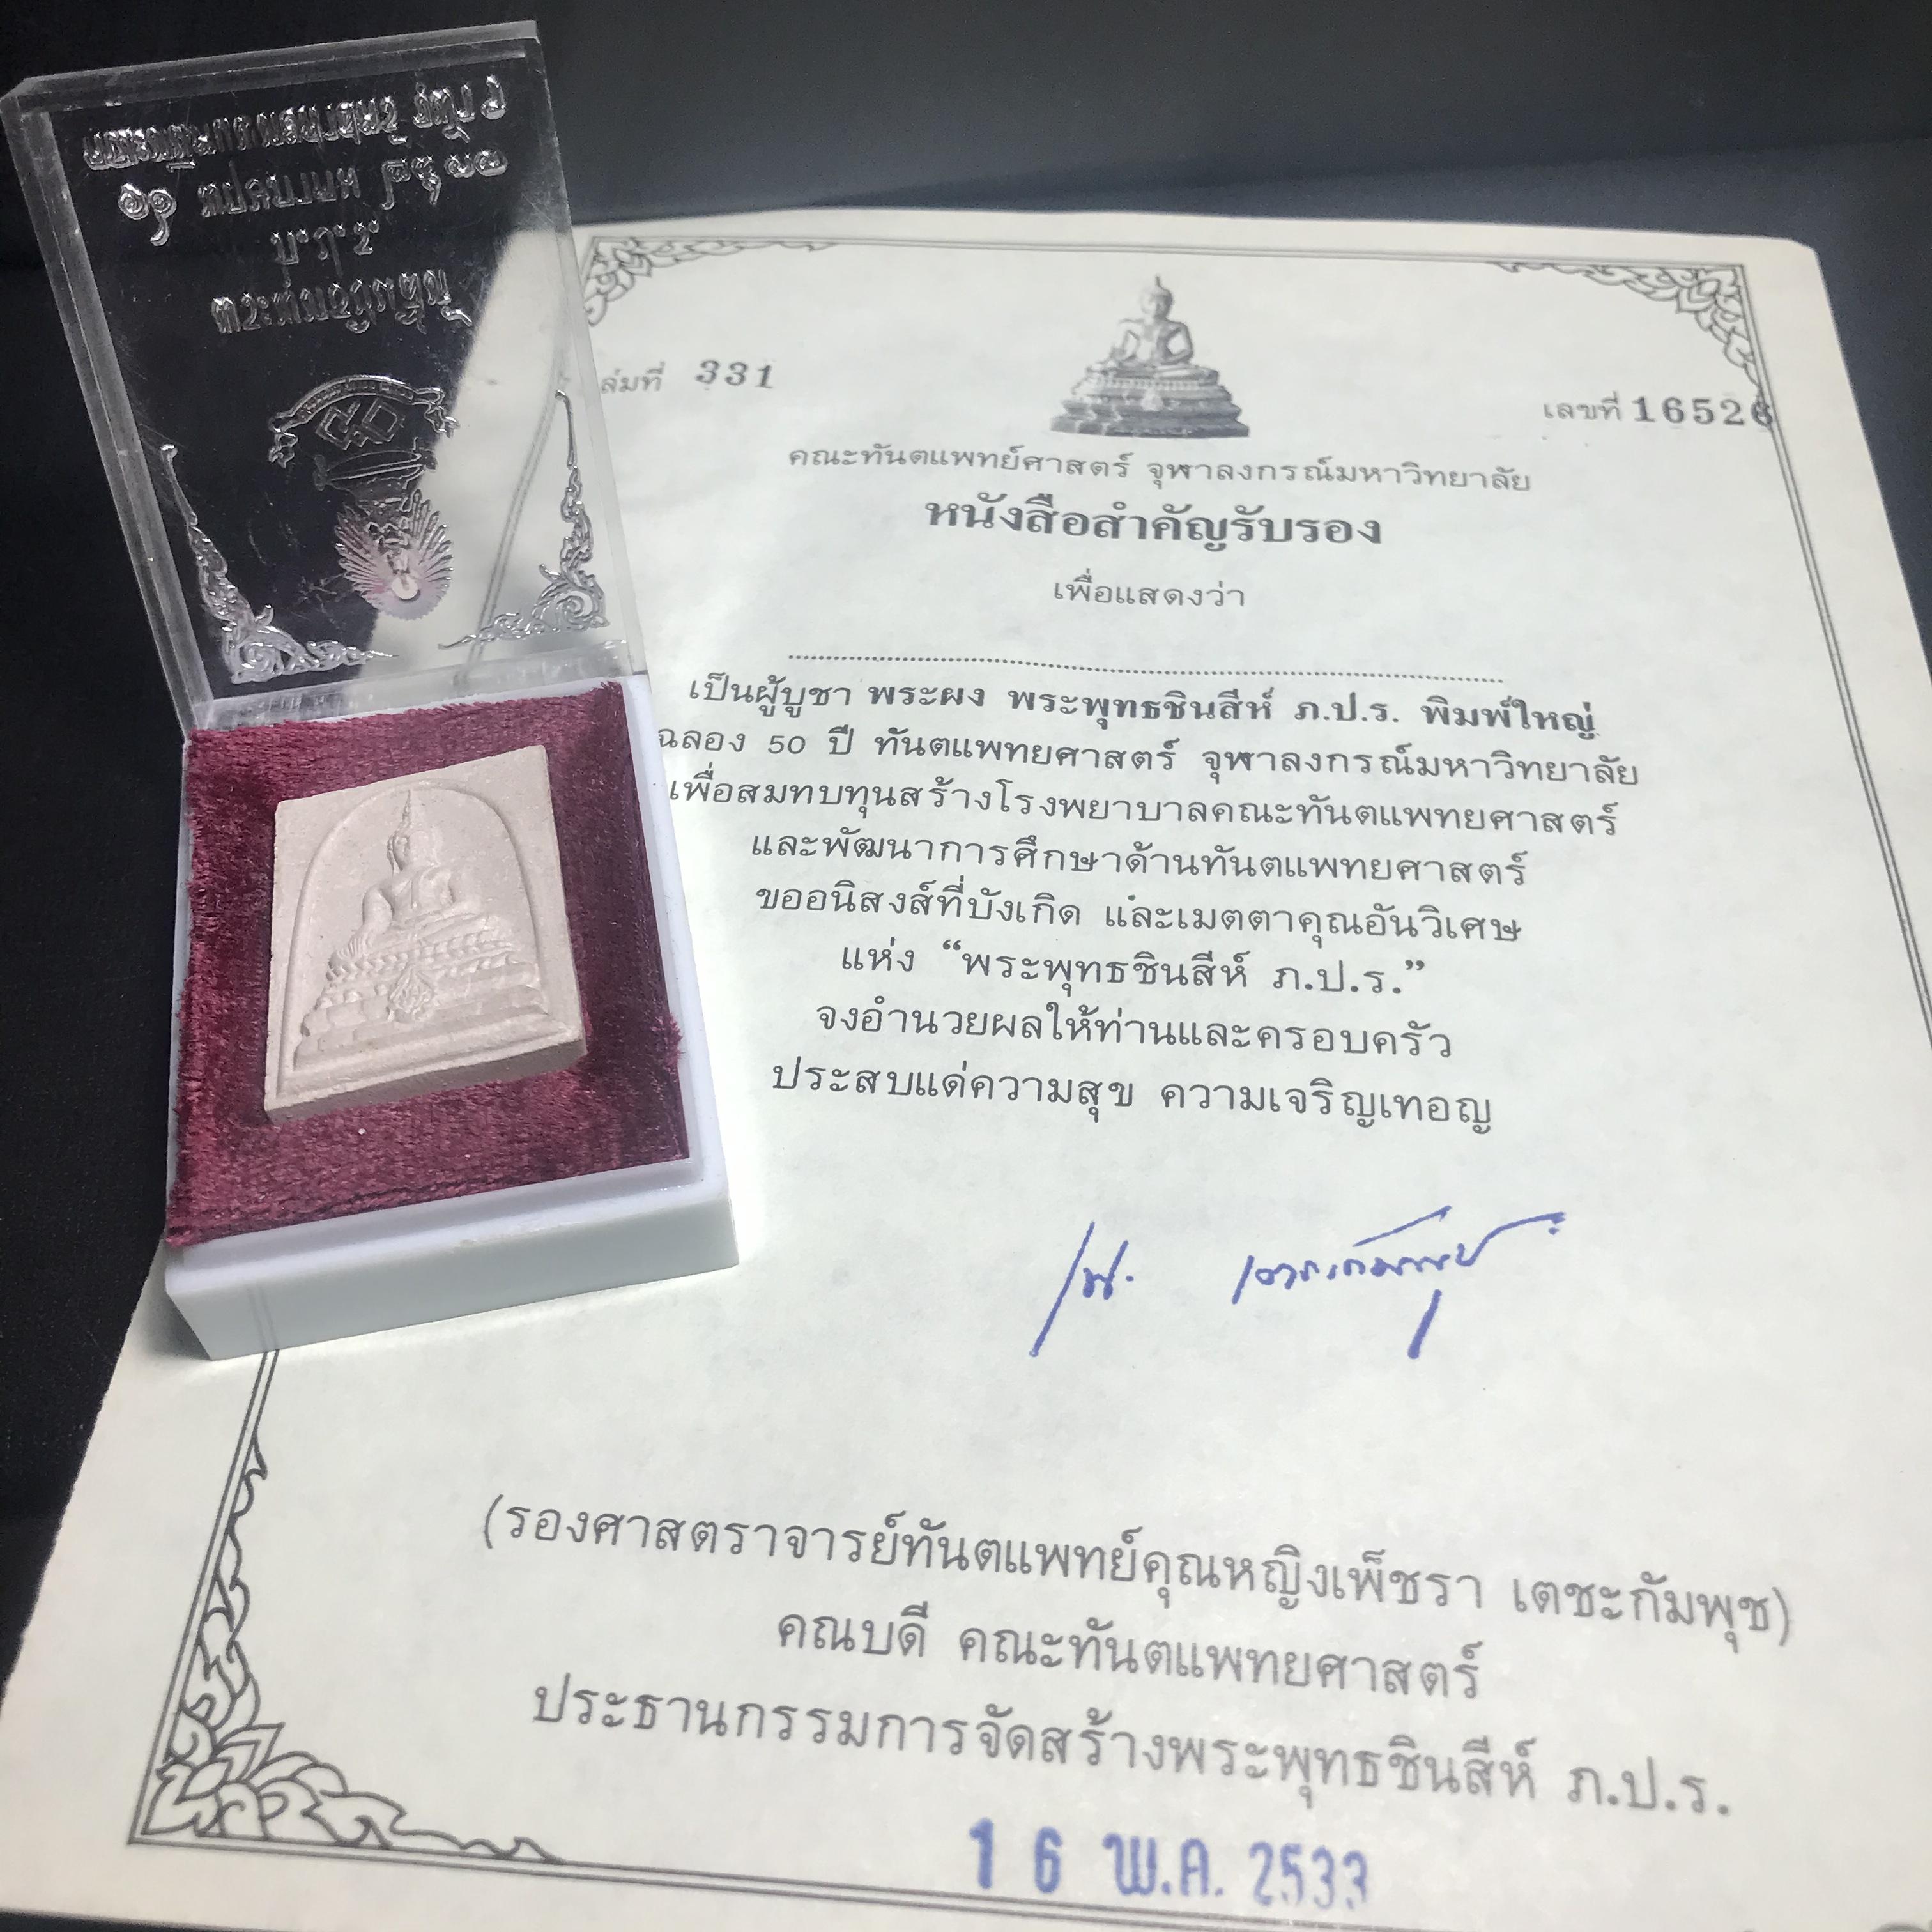 เล่มที่ 331
เลขที่ 16526
คณะทันตแพทย์ศาสตร์ จุฬาลงกรณ์มหาวิทยาลัย
หนังสือสำคัญรับรอง
เพื่อแสดงว่า
เป็นผู้บูชา พระผง พระพุทธชินสีห์ ภ.ป.ร. พิมพ์ใหญ่
ฉลอง 50 ปี ทันตแพทยศาสตร์ จุฬาลงกรณ์มหาวิทยาลัย
เพื่อสมทบทุนสร้างโรงพยาบาลคณะทันตแพทยศาสตร์
และพัฒนาการศึกษาด้านทันตแพทยศาสตร์
ขออนิสงส์ที่บังเกิด และเมตตาคุณอันวิเศษ
แห่ง “พระพุทธชินสีห์ ภ.ป.ร.”
จงอำนวยผลให้ท่านและครอบครัว
ประสบแด่ความสุข ความเจริญเทอญ
(รองศาสตราจารย์ทันตแพทย์คุณหญิงเพ็ชรา เตชะกัมพุช)
คณบดี คณะทันตแพทยศาสตร์
ประธานกรรมการจัดสร้างพระพุทธชินสีห์ ภ.ป.ร.
16 พ.ค. 2533